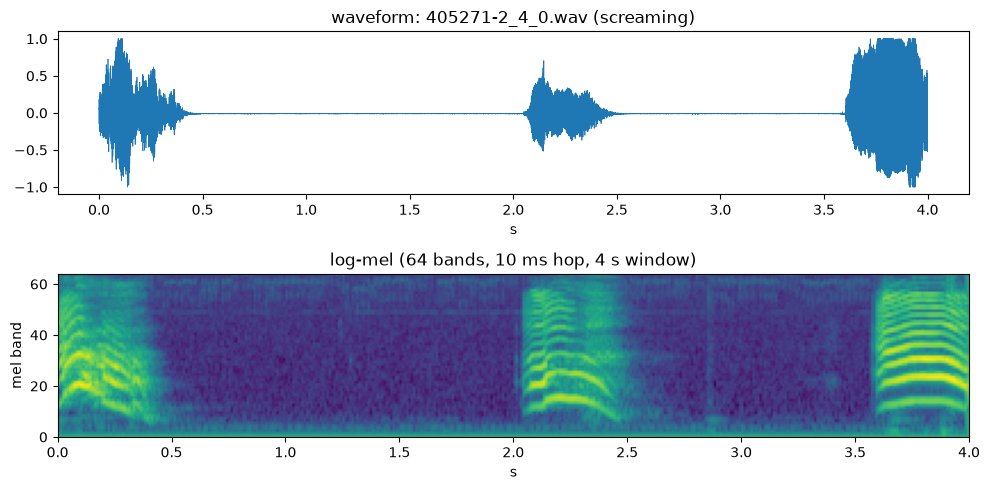 waveform: 405271-2_4_0.wav (screaming)
1.0
0.5
0.0
−0.5
−1.0
0.0 0.5 1.0 1.5 2.0 2.5 3.0 3.5 4.0
s
log-mel (64 bands, 10 ms hop, 4 s window)
mel band
60
40
20
0
0.0 0.5 1.0 1.5 2.0 2.5 3.0 3.5 4.0
s